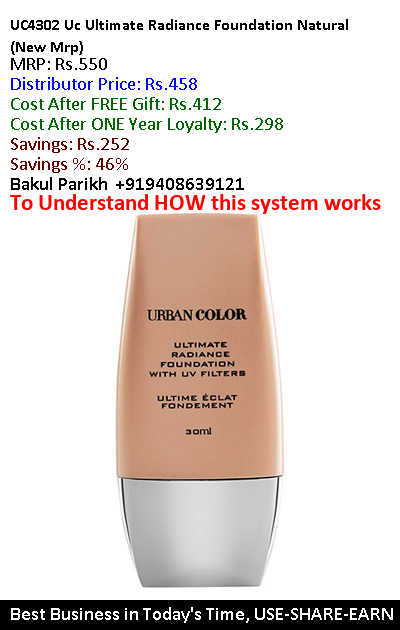 UC4302 Uc Ultimate Radiance Foundation Natural
(New Mrp)
MRP: Rs.550
Distributor Price: Rs.458
Cost After FREE Gift: Rs.412
Cost After ONE Year Loyalty: Rs.298
Savings: Rs.252
Savings %: 46%
Bakul Parikh +919408639121
To Understand HOW this system works
URBAN COLOR
ULTIMATE
RADIANCE
FOUNDATION
WITH UV FILTERS
ULTIME ÉCLAT
FONDEMENT
30ml
Best Business in Today's Time, USE-SHARE-EARN